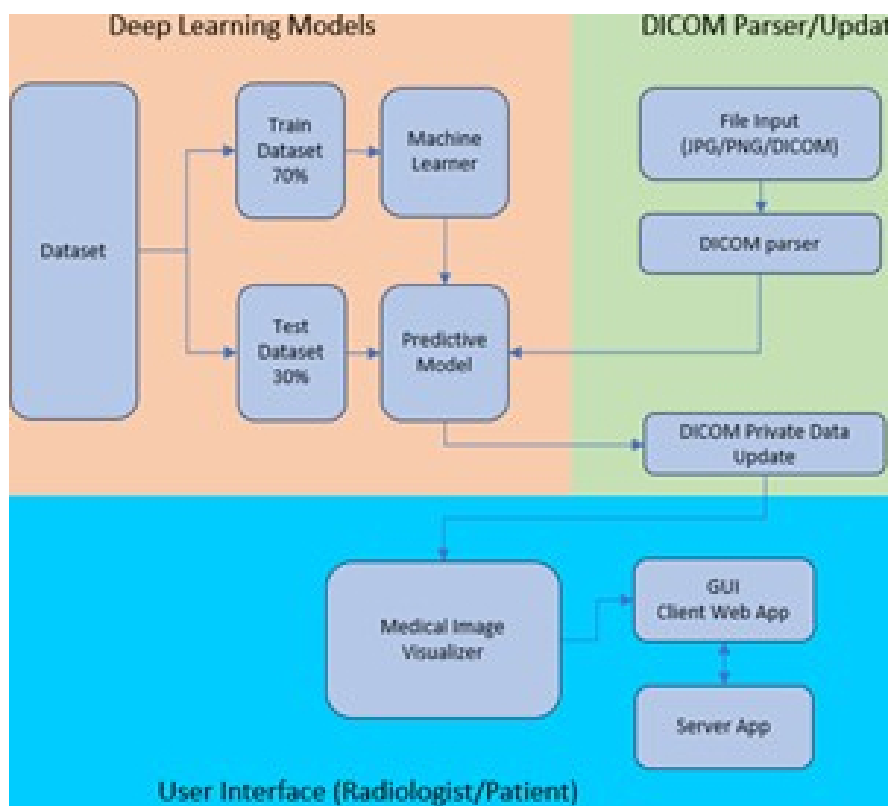 Deep Learning Models
DICOM Parser/Updat
Dataset
Train
Dataset
70%
Machine
Learner
Test
Dataset
30%
Predictive
Model
File Input
(JPG/PNG/DICOM)
DICOM parser
DICOM Private Data
Update
Medical Image
Visualizer
GUI
Client Web App
Server App
User Interface (Radiologist/Patient)